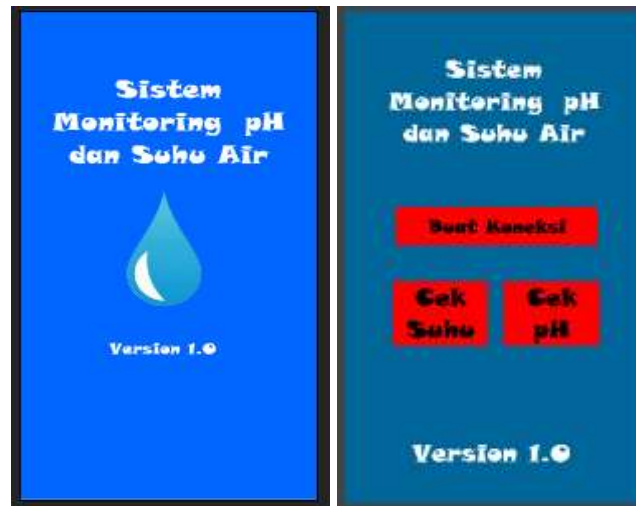 Sistem
Monitoring pH
dan Suhu Air
Version 1.0
Sistem
Monitoring pH
dan Suhu Air
Buat Koneksi
Cek
Suhu
Cek
pH
Version 1.0